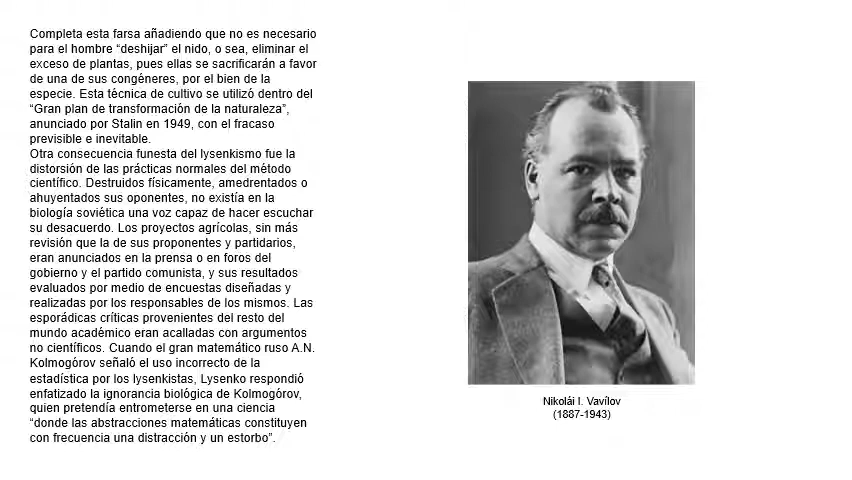 Completa esta farsa añadiendo que no es necesario
para el hombre “deshijar” el nido, o sea, eliminar el
exceso de plantas, pues ellas se sacrificarán a favor
de una de sus congéneres, por el bien de la
especie. Esta técnica de cultivo se utilizó dentro del
“Gran plan de transformación de la naturaleza”,
anunciado por Stalin en 1949, con el fracaso
previsible e inevitable.
Otra consecuencia funesta del lysenkismo fue la
distorsión de las prácticas normales del método
científico. Destruidos físicamente, amedrentados o
ahuyentados sus oponentes, no existía en la
biología soviética una voz capaz de hacer escuchar
su desacuerdo. Los proyectos agrícolas, sin más
revisión que la de sus proponentes y partidarios,
eran anunciados en la prensa o en foros del
gobierno y el partido comunista, y sus resultados
evaluados por medio de encuestas diseñadas y
realizadas por los responsables de los mismos. Las
esporádicas críticas provenientes del resto del
mundo académico eran acalladas con argumentos
no científicos. Cuando el gran matemático ruso A.N.
Kolmogórov señaló el uso incorrecto de la
estadística por los lysenkistas, Lysenko respondió
enfatizado la ignorancia biológica de Kolmogórov,
quien pretendía entrometerse en una ciencia
“donde las abstracciones matemáticas constituyen
con frecuencia una distracción y un estorbo”.
Nikolái I. Vavílov
(1887-1943)